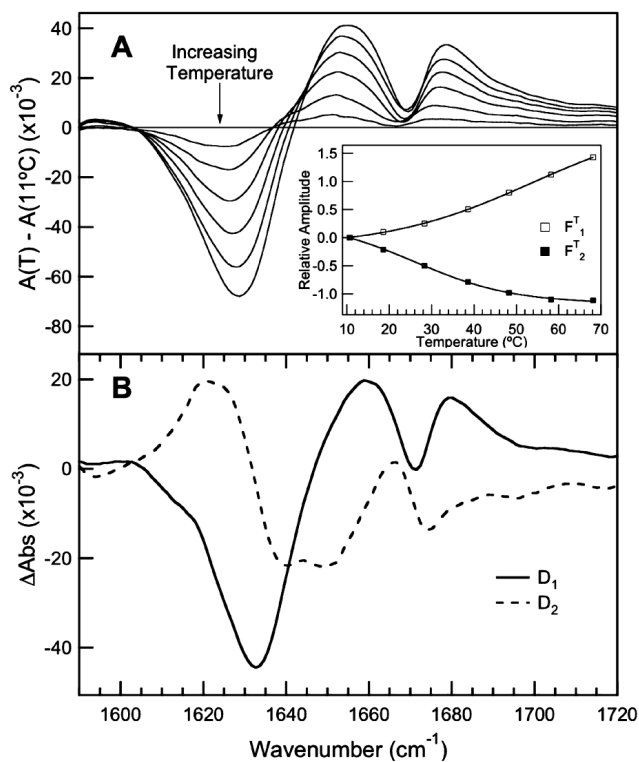 A
Increasing
Temperature
A(T) - A(11ºC) (x10⁻³)
40
20
0
-20
-40
-60
-80
Relative Amplitude
1.5
1.0
0.5
0.0
-0.5
-1.0
F^T_1
F^T_2
10 20 30 40 50 60 70
Temperature (ºC)
B
ΔAbs (x10⁻³)
20
0
-20
-40
D₁
D₂
1600 1620 1640 1660 1680 1700 1720
Wavenumber (cm⁻¹)